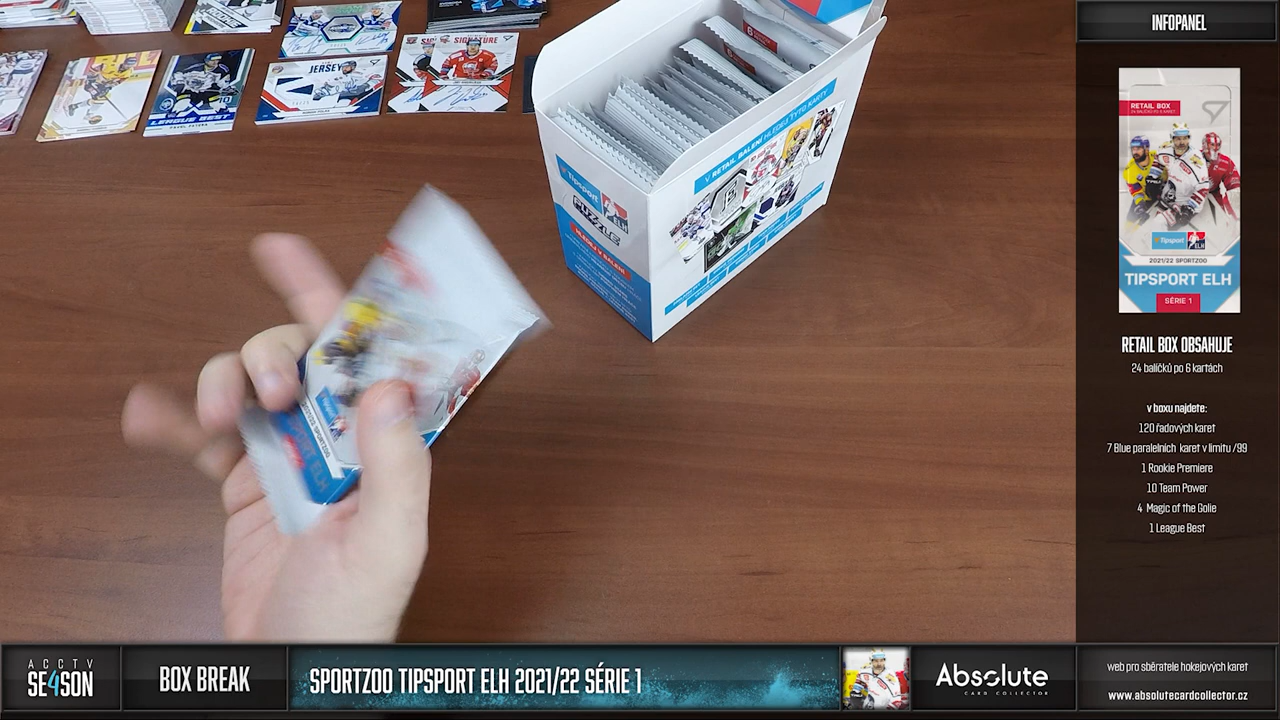 INFOPANEL
SIGNATURE
JERSEY
LEAGUE BEST
V RETAIL BALENÍ HLEDEJ TYTO KARTY
Tipsport
ELH
PUZZLE
HLEDEJ V BALENÍ
RETAIL BOX
Tipsport ELH
2021/22 SPORTZOO
TIPSPORT ELH
SÉRIE 1
RETAIL BOX OBSAHUJE
24 balíčků po 6 kartách
v boxu najdete:
120 řadových karet
7 Blue paralelních karet v limitu /99
1 Rookie Premiere
10 Team Power
4 Magic of the Golie
1 League Best
ACCTV
SE4SON
BOX BREAK
SPORTZOO TIPSPORT ELH 2021/22 SÉRIE 1
Absolute
CARD COLLECTOR
web pro sběratele hokejových karet
www.absolutecardcollector.cz